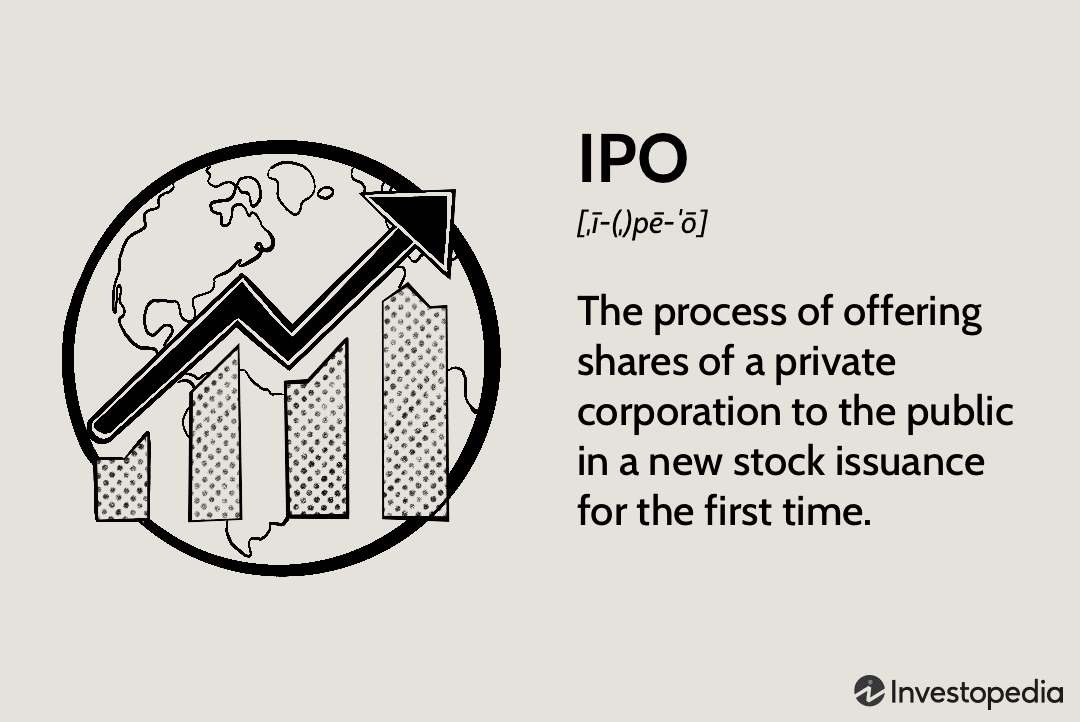 IPO
[ˌī-(ˌ)pē-ˈō]
The process of offering
shares of a private
corporation to the public
in a new stock issuance
for the first time.
Investopedia